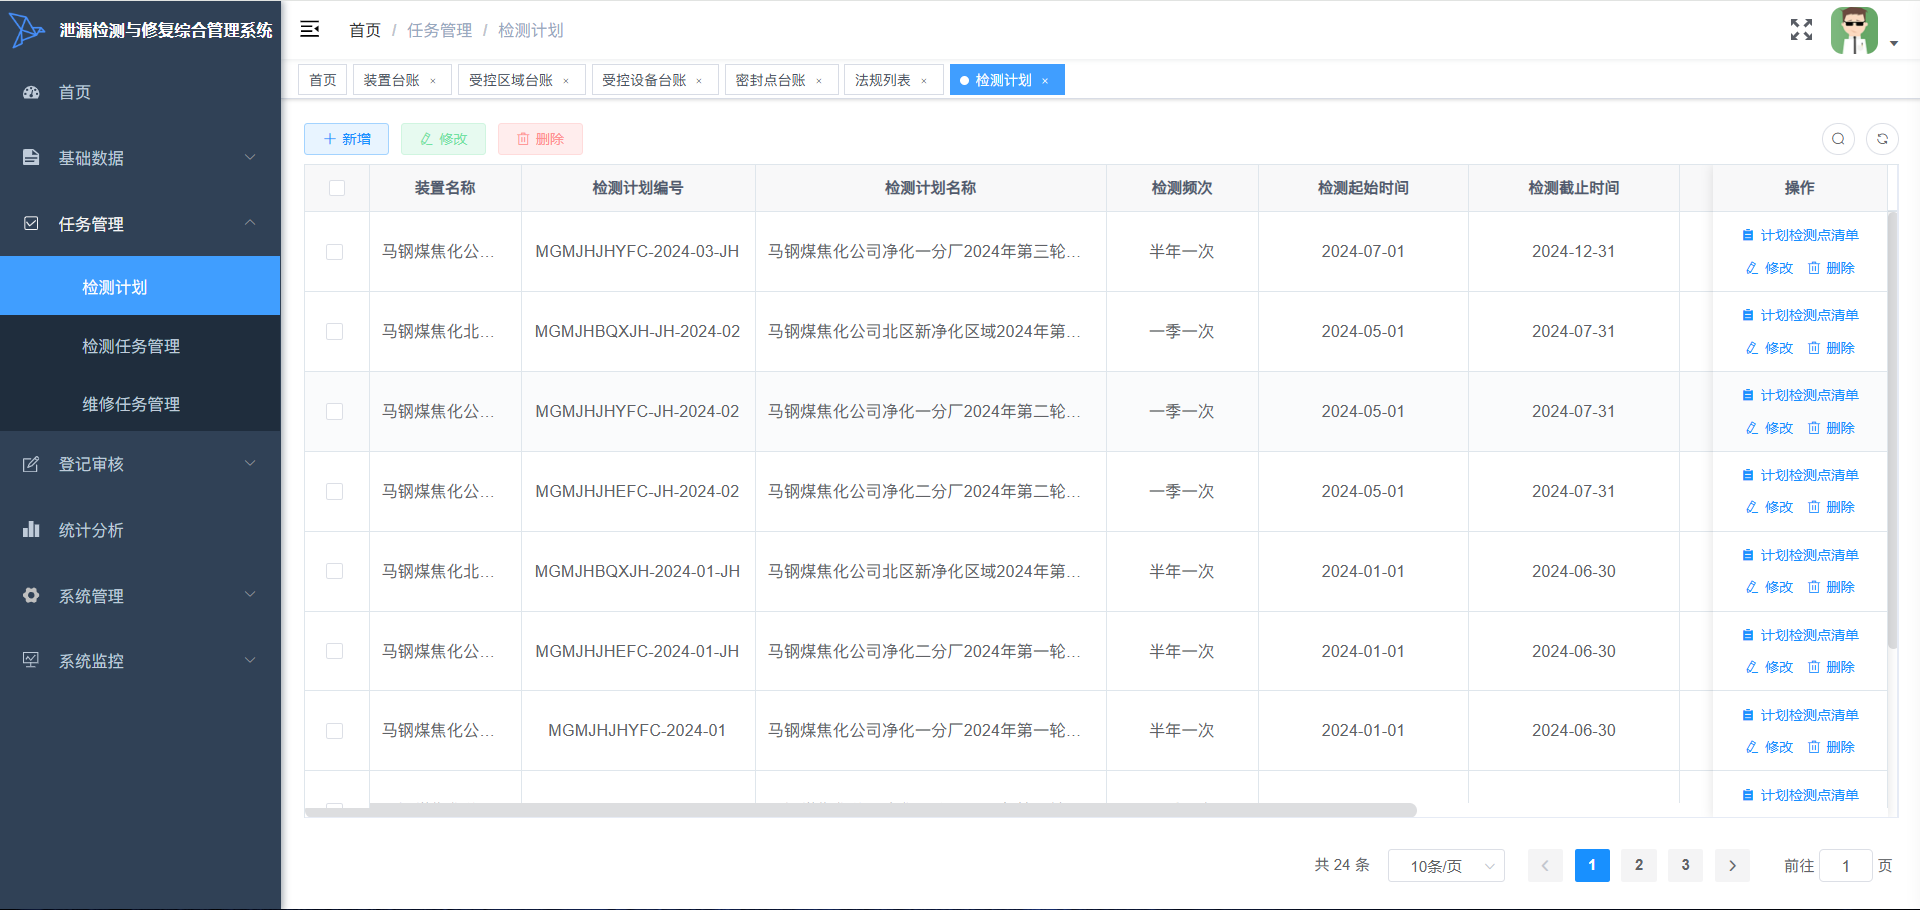 泄漏检测与修复综合管理系统
首页
基础数据
任务管理
检测计划
检测任务管理
维修任务管理
登记审核
统计分析
系统管理
系统监控
首页 / 任务管理 / 检测计划
首页 装置台账 × 受控区域台账 × 受控设备台账 × 密封点台账 × 法规列表 × 检测计划 ×
新增 修改 删除
装置名称 检测计划编号 检测计划名称 检测频次 检测起始时间 检测截止时间 操作
马钢煤焦化公... MGMJHJHYFC-2024-03-JH 马钢煤焦化公司净化一分厂2024年第三轮... 半年一次 2024-07-01 2024-12-31 计划检测点清单
修改 删除
马钢煤焦化北... MGMJHBQXJH-JH-2024-02 马钢煤焦化公司北区新净化区域2024年第... 一季一次 2024-05-01 2024-07-31 计划检测点清单
修改 删除
马钢煤焦化公... MGMJHJHYFC-JH-2024-02 马钢煤焦化公司净化一分厂2024年第二轮... 一季一次 2024-05-01 2024-07-31 计划检测点清单
修改 删除
马钢煤焦化公... MGMJHJHEFC-JH-2024-02 马钢煤焦化公司净化二分厂2024年第二轮... 一季一次 2024-05-01 2024-07-31 计划检测点清单
修改 删除
马钢煤焦化北... MGMJHBQXJH-2024-01-JH 马钢煤焦化公司北区新净化区域2024年第... 半年一次 2024-01-01 2024-06-30 计划检测点清单
修改 删除
马钢煤焦化公... MGMJHJHEFC-2024-01-JH 马钢煤焦化公司净化二分厂2024年第一轮... 半年一次 2024-01-01 2024-06-30 计划检测点清单
修改 删除
马钢煤焦化公... MGMJHJHYFC-2024-01 马钢煤焦化公司净化一分厂2024年第一轮... 半年一次 2024-01-01 2024-06-30 计划检测点清单
修改 删除
计划检测点清单
共 24 条 10条/页 1 2 3 前往 1 页